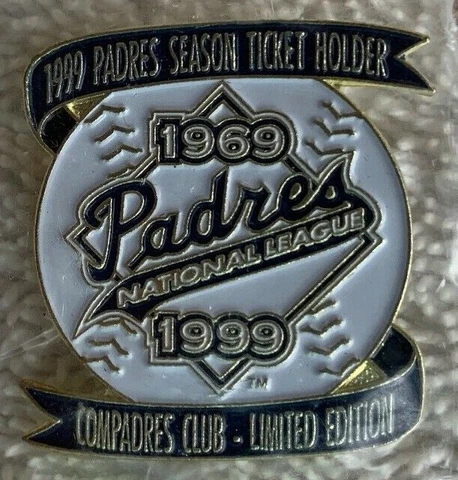 1999 PADRES SEASON TICKET HOLDER
1969
Padres
NATIONAL LEAGUE
1999
TM
COMPADRES CLUB · LIMITED EDITION